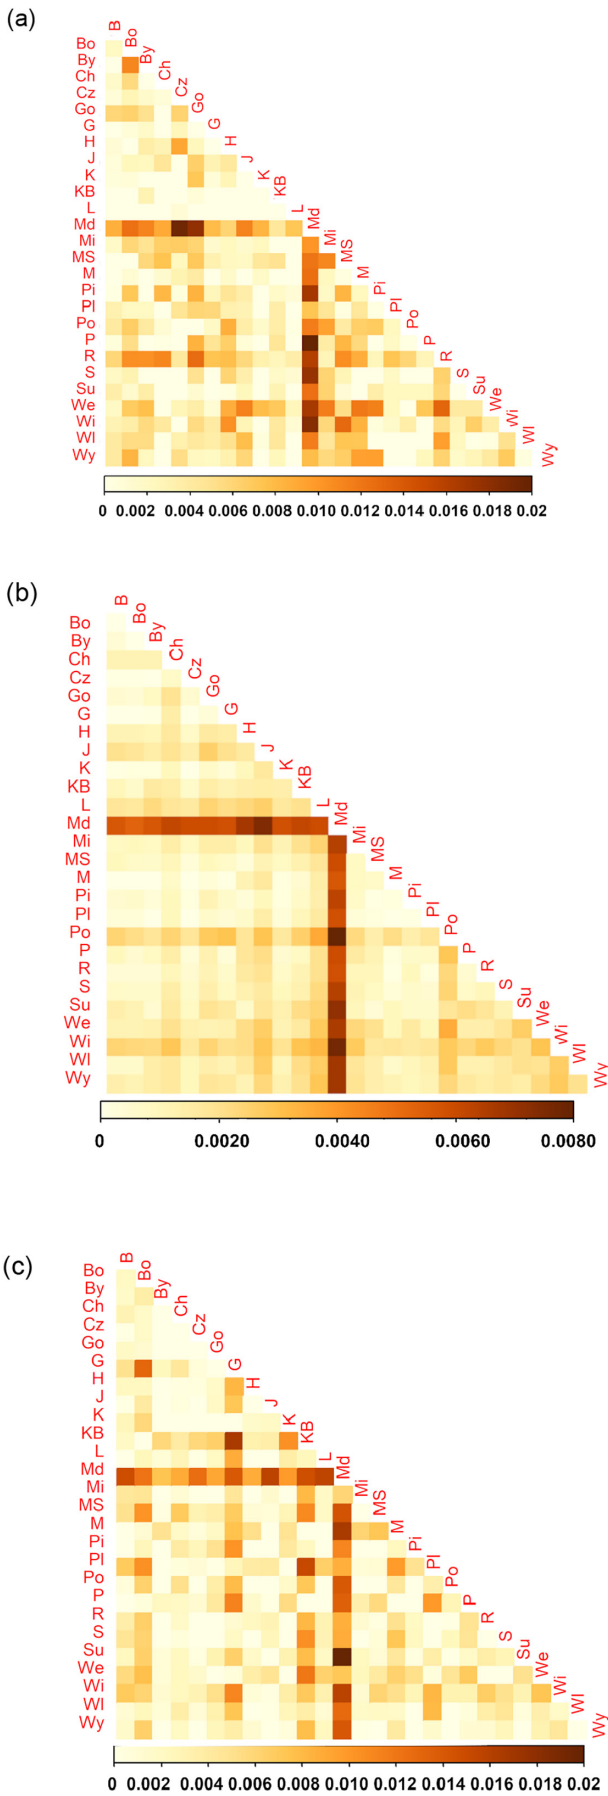 (a)
B
Bo Bo
By By
Ch Ch
Cz Cz
Go Go
G G
H H
J J
K K
KB KB
L L
Md Md
Mi Mi
MS MS
M M
Pi Pi
Pl Pl
Po Po
P P
R R
S S
Su Su
We We
Wi Wi
Wl Wl
Wy Wy
0 0.002 0.004 0.006 0.008 0.010 0.012 0.014 0.016 0.018 0.02
(b)
B
Bo Bo
By By
Ch Ch
Cz Cz
Go Go
G G
H H
J J
K K
KB KB
L L
Md Md
Mi Mi
MS MS
M M
Pi Pi
Pl Pl
Po Po
P P
R R
S S
Su Su
We We
Wi Wi
Wl Wl
Wy Wy
0 0.0020 0.0040 0.0060 0.0080
(c)
B
Bo Bo
By By
Ch Ch
Cz Cz
Go Go
G G
H H
J J
K K
KB KB
L L
Md Md
Mi Mi
MS MS
M M
Pi Pi
Pl Pl
Po Po
P P
R R
S S
Su Su
We We
Wi Wi
Wl Wl
Wy Wy
0 0.002 0.004 0.006 0.008 0.010 0.012 0.014 0.016 0.018 0.02